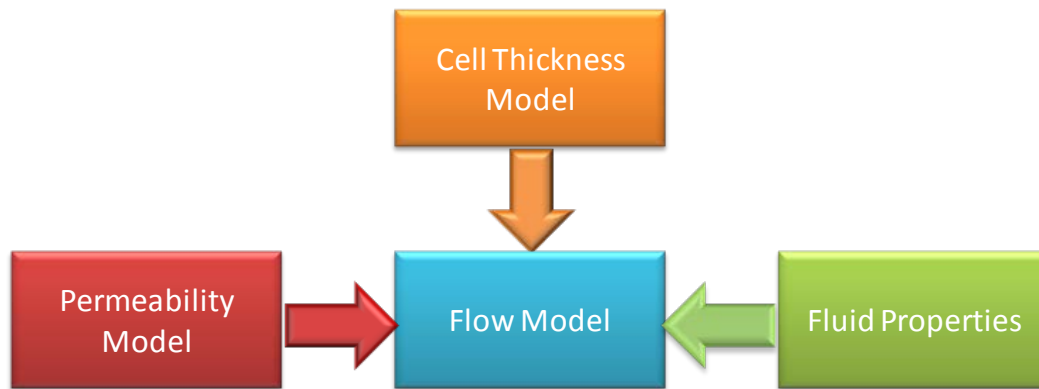 Cell Thickness
Model
Permeability
Model
Flow Model
Fluid Properties